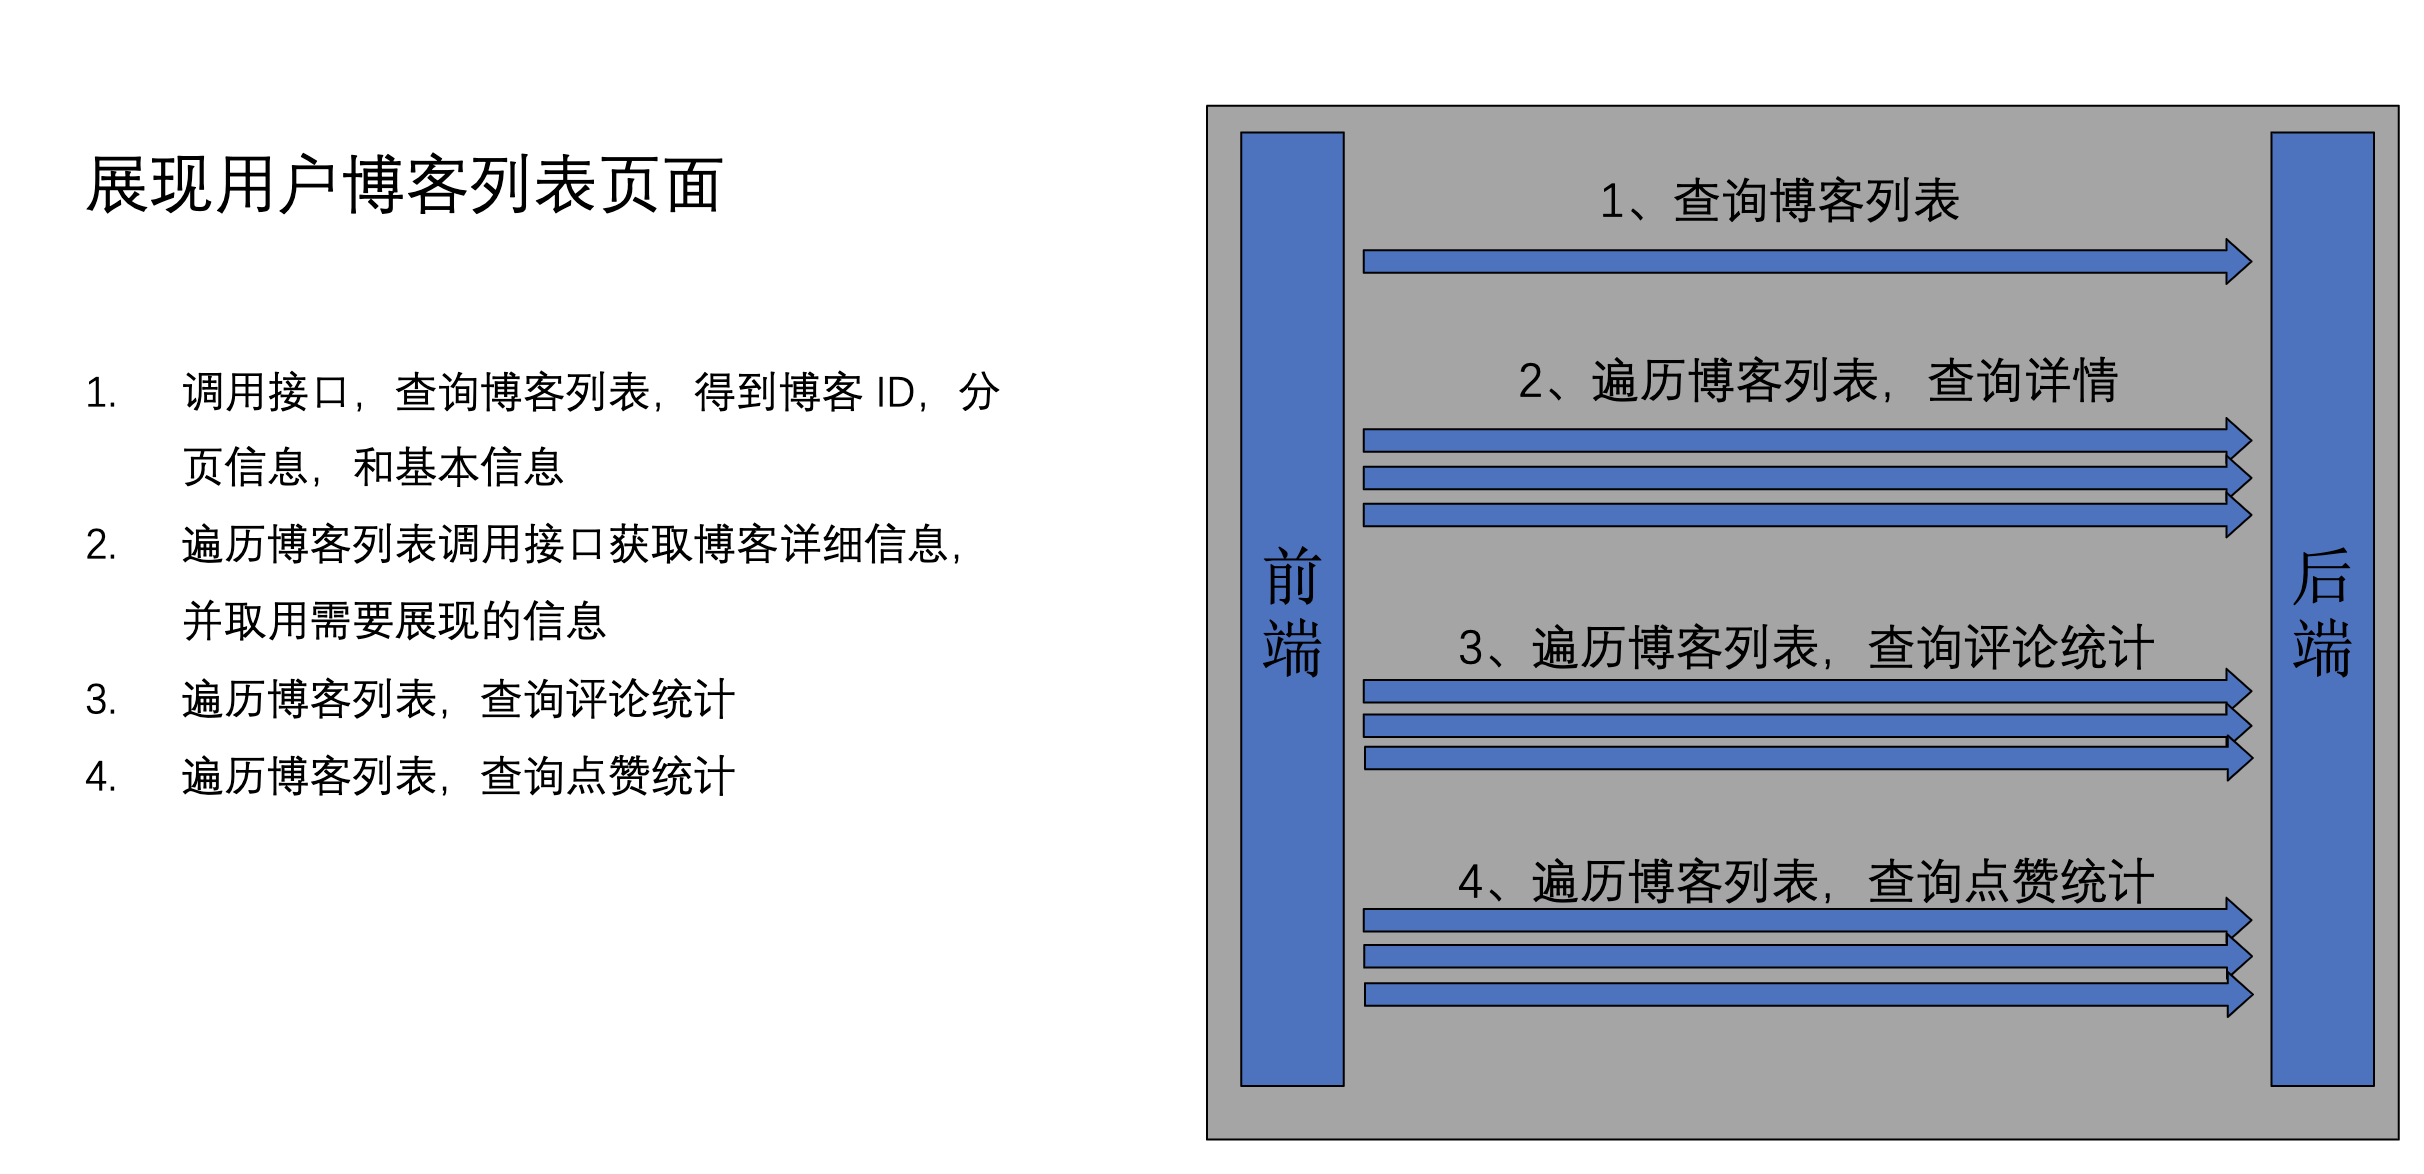 展现用户博客列表页面
1. 调用接口，查询博客列表，得到博客 ID，分
页信息，和基本信息
2. 遍历博客列表调用接口获取博客详细信息，
并取用需要展现的信息
3. 遍历博客列表，查询评论统计
4. 遍历博客列表，查询点赞统计
前端
1、查询博客列表
2、遍历博客列表，查询详情
3、遍历博客列表，查询评论统计
4、遍历博客列表，查询点赞统计
后端